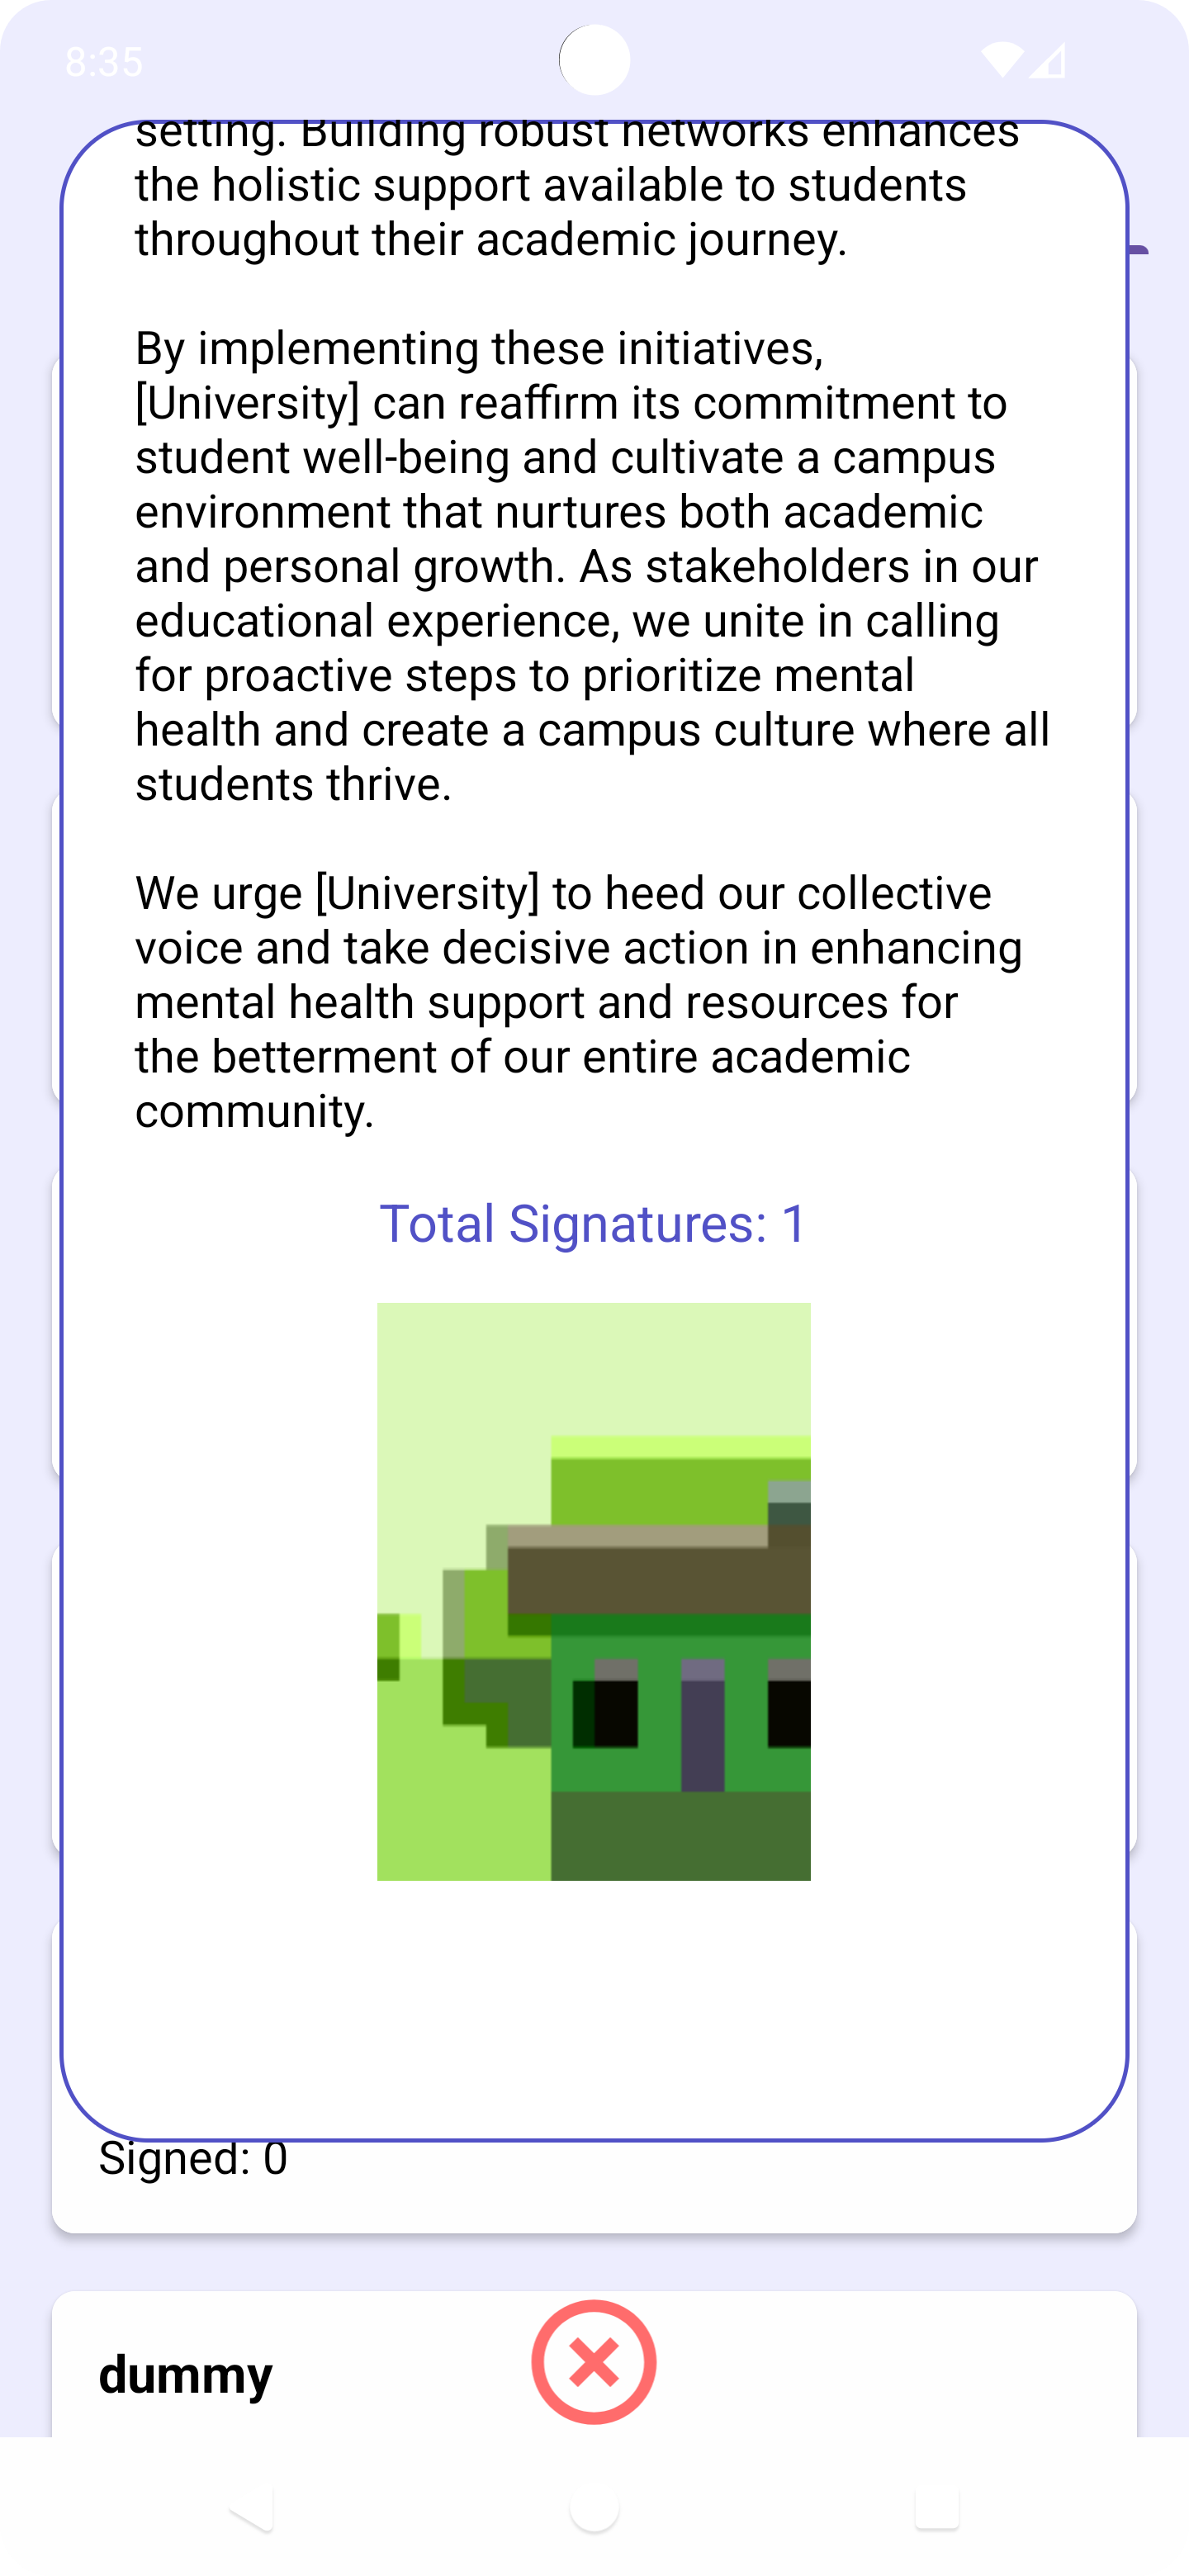 8:35
setting. Building robust networks enhances
the holistic support available to students
throughout their academic journey.
By implementing these initiatives,
[University] can reaffirm its commitment to
student well-being and cultivate a campus
environment that nurtures both academic
and personal growth. As stakeholders in our
educational experience, we unite in calling
for proactive steps to prioritize mental
health and create a campus culture where all
students thrive.
We urge [University] to heed our collective
voice and take decisive action in enhancing
mental health support and resources for
the betterment of our entire academic
community.
Total Signatures: 1
Signed: 0
dummy